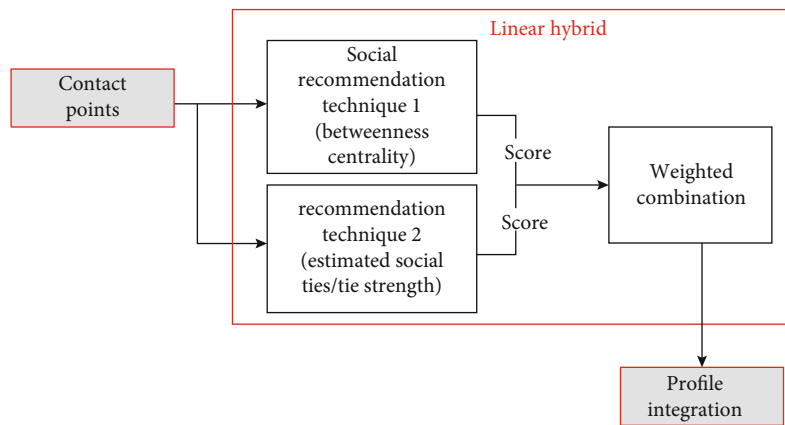 Linear hybrid
Contact
points
Social
recommendation
technique 1
(betweenness
centrality)
recommendation
technique 2
(estimated social
ties/tie strength)
Score
Score
Weighted
combination
Profile
integration